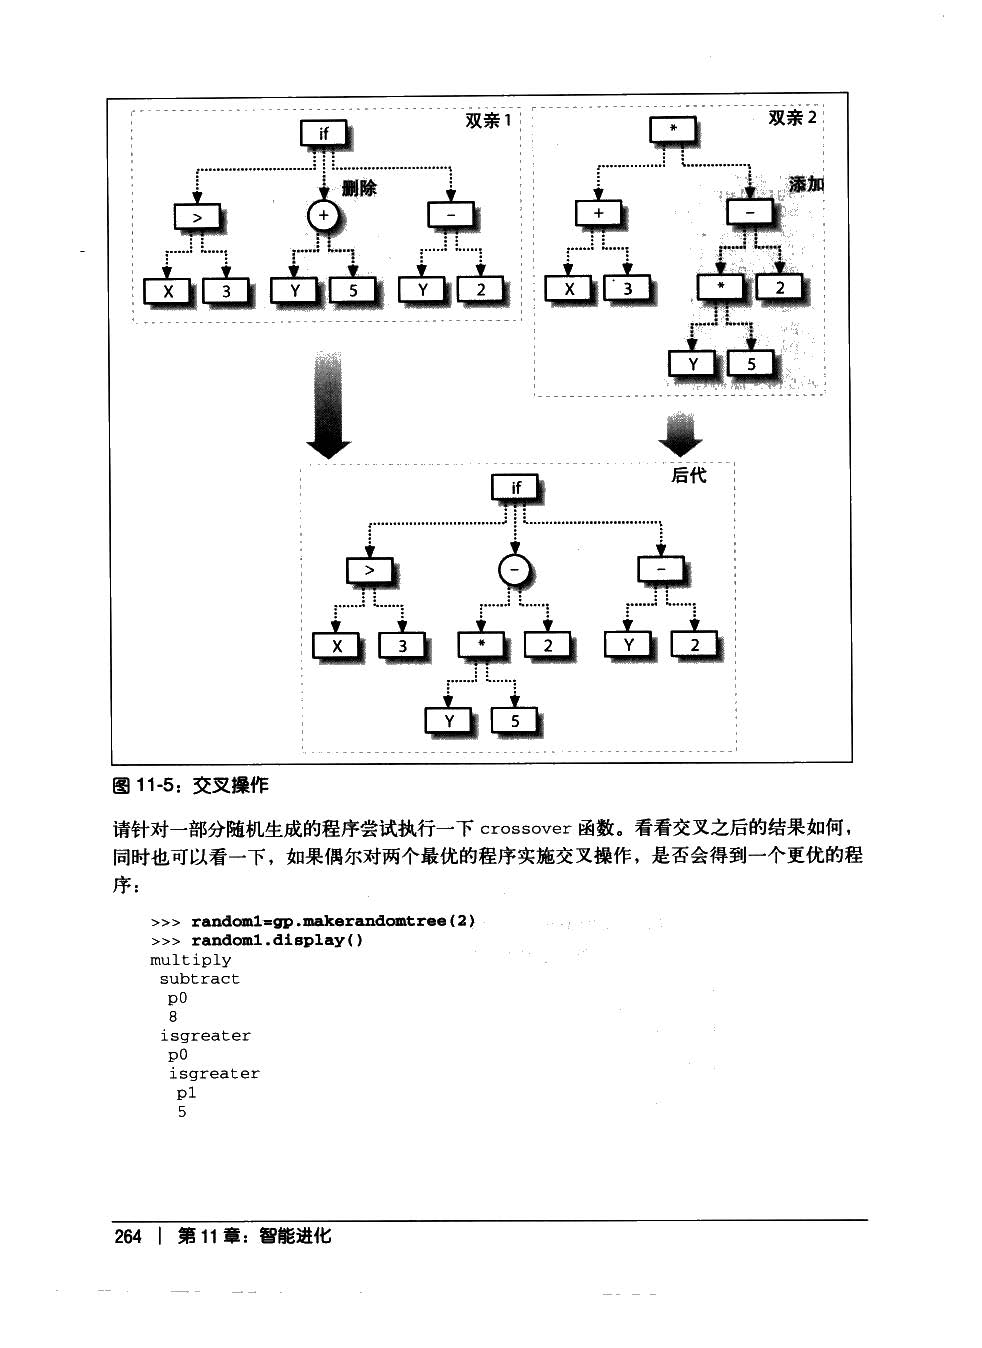 双亲 1
双亲 2
if
*
删除
添加
>
+
-
+
-
X
3
Y
5
Y
2
X
3
*
2
Y
5
后代
if
>
-
-
X
3
*
2
Y
2
Y
5
图 11-5：交叉操作
请针对一部分随机生成的程序尝试执行一下 crossover 函数。看看交叉之后的结果如何，
同时也可以看一下，如果偶尔对两个最优的程序实施交叉操作，是否会得到一个更优的程
序：
>>> random1=gp.makerandomtree(2)
>>> random1.display()
multiply
subtract
p0
8
isgreater
p0
isgreater
p1
5
264 | 第 11 章：智能进化